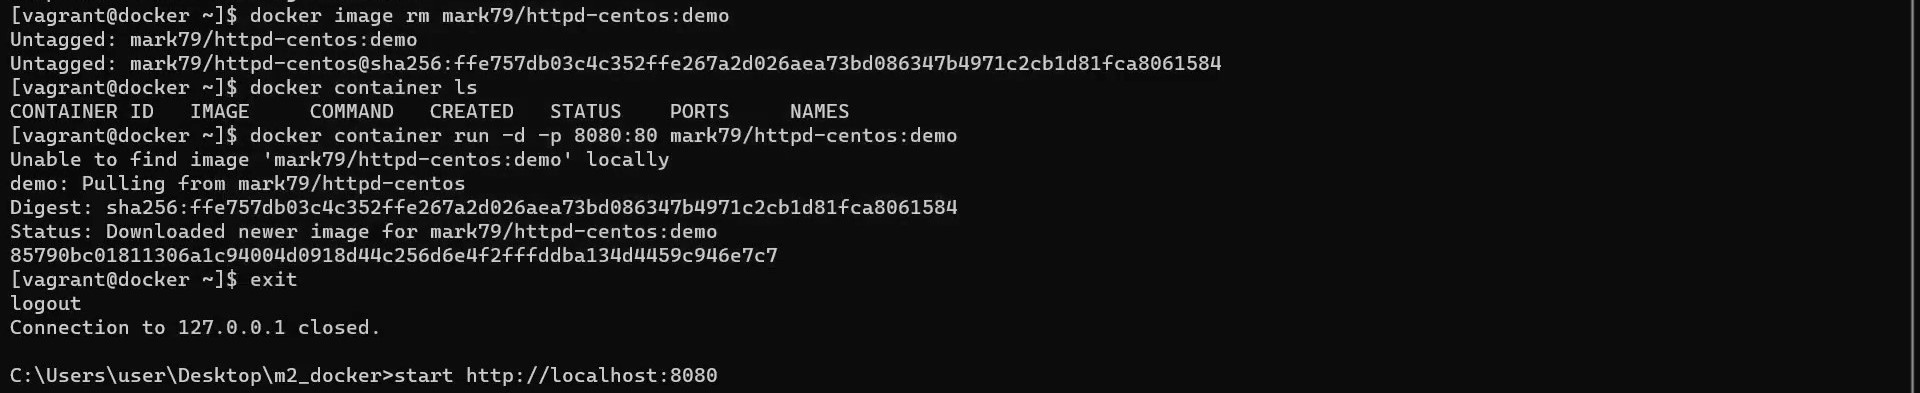 [vagrant@docker ~]$ docker image rm mark79/httpd-centos:demo
Untagged: mark79/httpd-centos:demo
Untagged: mark79/httpd-centos@sha256:ffe757db03c4c352ffe267a2d026aea73bd086347b4971c2cb1d81fca8061584
[vagrant@docker ~]$ docker container ls
CONTAINER ID   IMAGE     COMMAND   CREATED   STATUS    PORTS     NAMES
[vagrant@docker ~]$ docker container run -d -p 8080:80 mark79/httpd-centos:demo
Unable to find image 'mark79/httpd-centos:demo' locally
demo: Pulling from mark79/httpd-centos
Digest: sha256:ffe757db03c4c352ffe267a2d026aea73bd086347b4971c2cb1d81fca8061584
Status: Downloaded newer image for mark79/httpd-centos:demo
85790bc01811306a1c94004d0918d44c256d6e4f2fffddba134d4459c946e7c7
[vagrant@docker ~]$ exit
logout
Connection to 127.0.0.1 closed.
C:\Users\user\Desktop\m2_docker>start http://localhost:8080